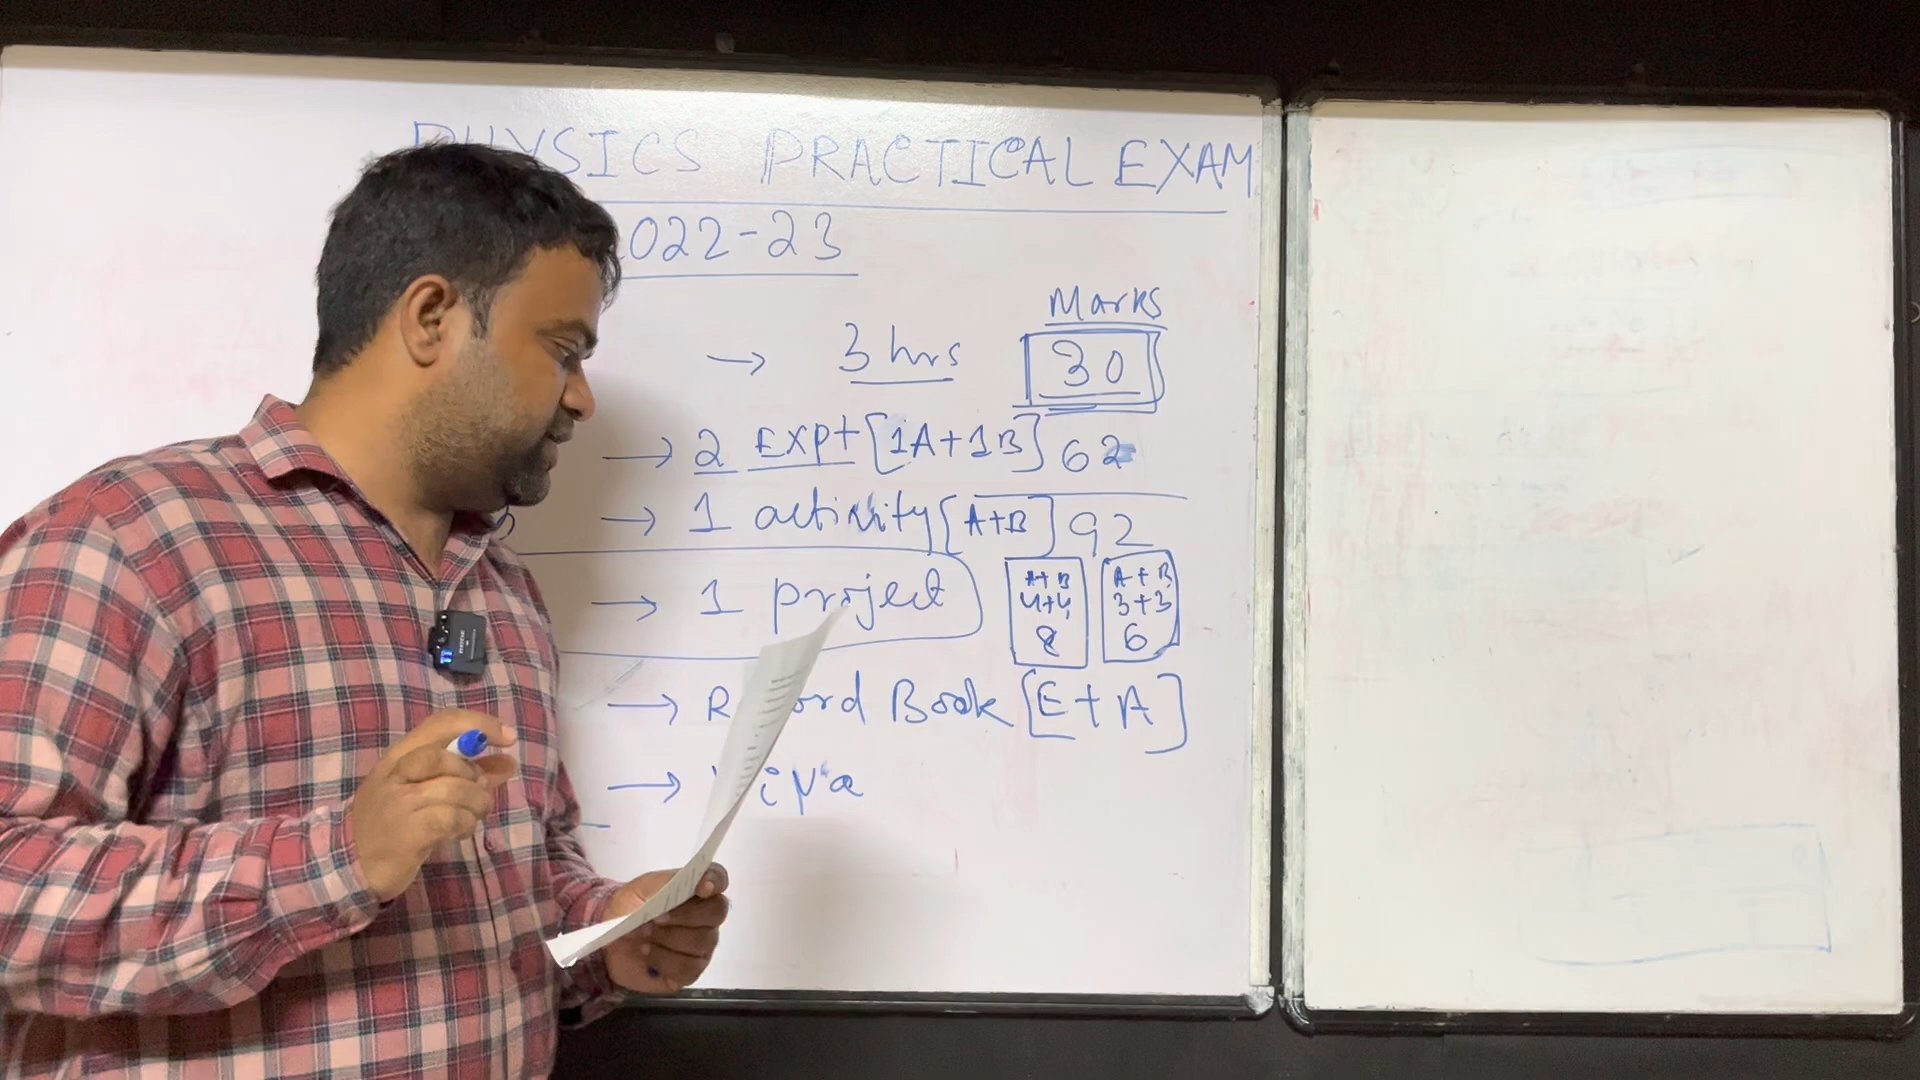 PHYSICS PRACTICAL EXAM
2022-23
Marks
→ 3 hrs 30
→ 2 Expt [1A+1B] 62
→ 1 activity [A+B] 92
→ 1 project
A+B
4+4
8
A+B
3+3
6
→ Record Book [E+A]
→ Viva